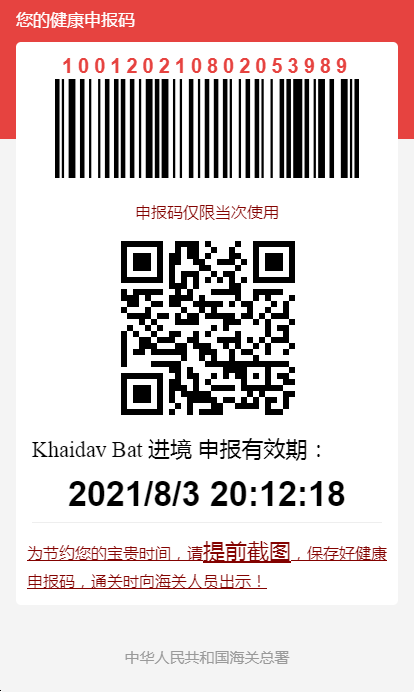 您的健康申报码
100120210802053989
申报码仅限当次使用
Khaidav Bat 进境 申报有效期：
2021/8/3 20:12:18
为节约您的宝贵时间，请提前截图，保存好健康
申报码，通关时向海关人员出示！
中华人民共和国海关总署